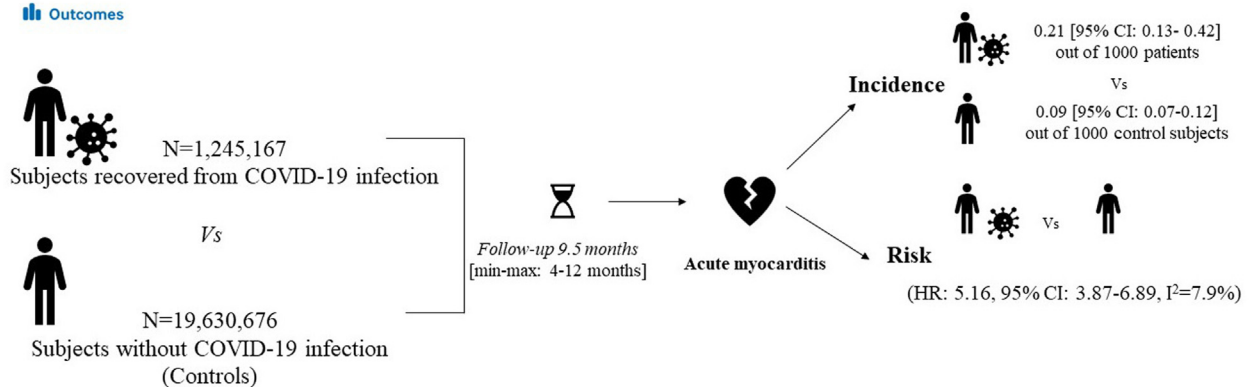 Outcomes
N=1,245,167
Subjects recovered from COVID-19 infection
Vs
N=19,630,676
Subjects without COVID-19 infection
(Controls)
Follow-up 9.5 months
[min-max: 4-12 months]
Acute myocarditis
Incidence
0.21 [95% CI: 0.13- 0.42]
out of 1000 patients
Vs
0.09 [95% CI: 0.07-0.12]
out of 1000 control subjects
Vs
Risk
(HR: 5.16, 95% CI: 3.87-6.89, I²=7.9%)